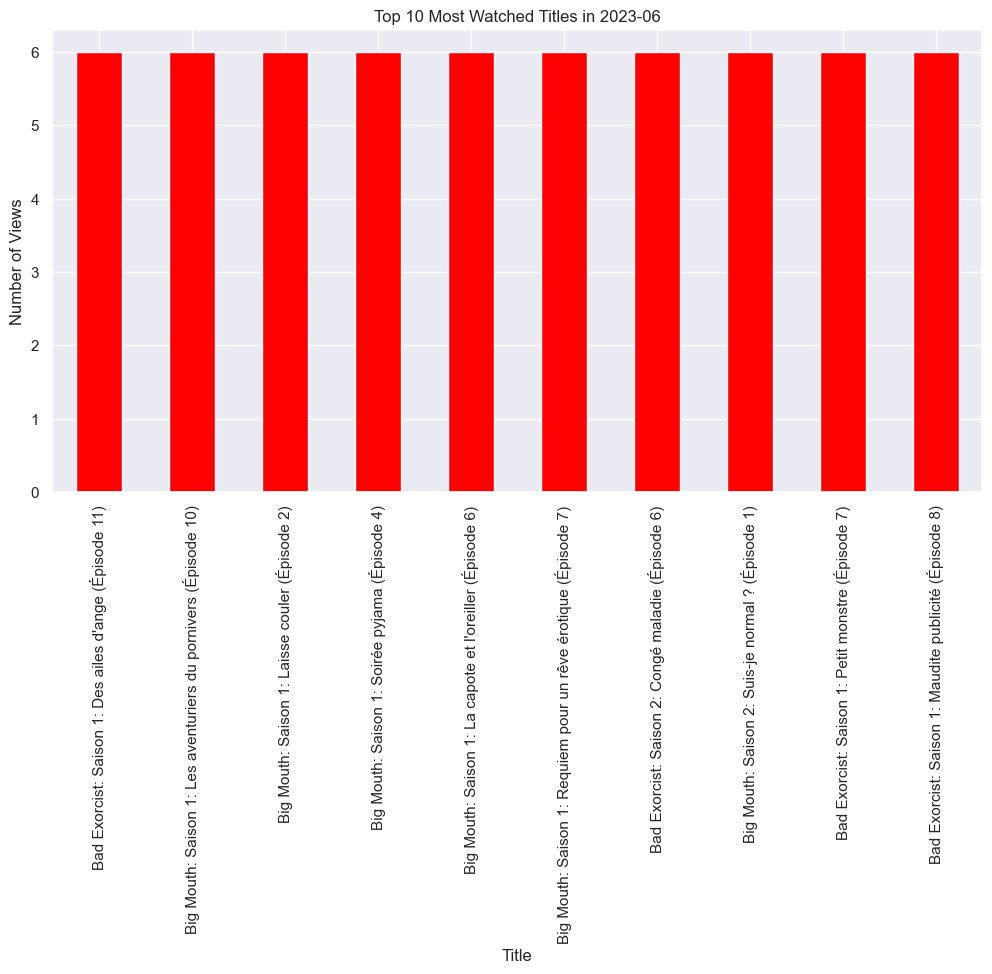 Top 10 Most Watched Titles in 2023-06
Number of Views
6
5
4
3
2
1
0
Bad Exorcist: Saison 1: Des ailes d'ange (Épisode 11)
Big Mouth: Saison 1: Les aventuriers du pornivers (Épisode 10)
Big Mouth: Saison 1: Laisse couler (Épisode 2)
Big Mouth: Saison 1: Soirée pyjama (Épisode 4)
Big Mouth: Saison 1: La capote et l'oreiller (Épisode 6)
Big Mouth: Saison 1: Requiem pour un rêve érotique (Épisode 7)
Bad Exorcist: Saison 2: Congé maladie (Épisode 6)
Big Mouth: Saison 2: Suis-je normal ? (Épisode 1)
Bad Exorcist: Saison 1: Petit monstre (Épisode 7)
Bad Exorcist: Saison 1: Maudite publicité (Épisode 8)
Title